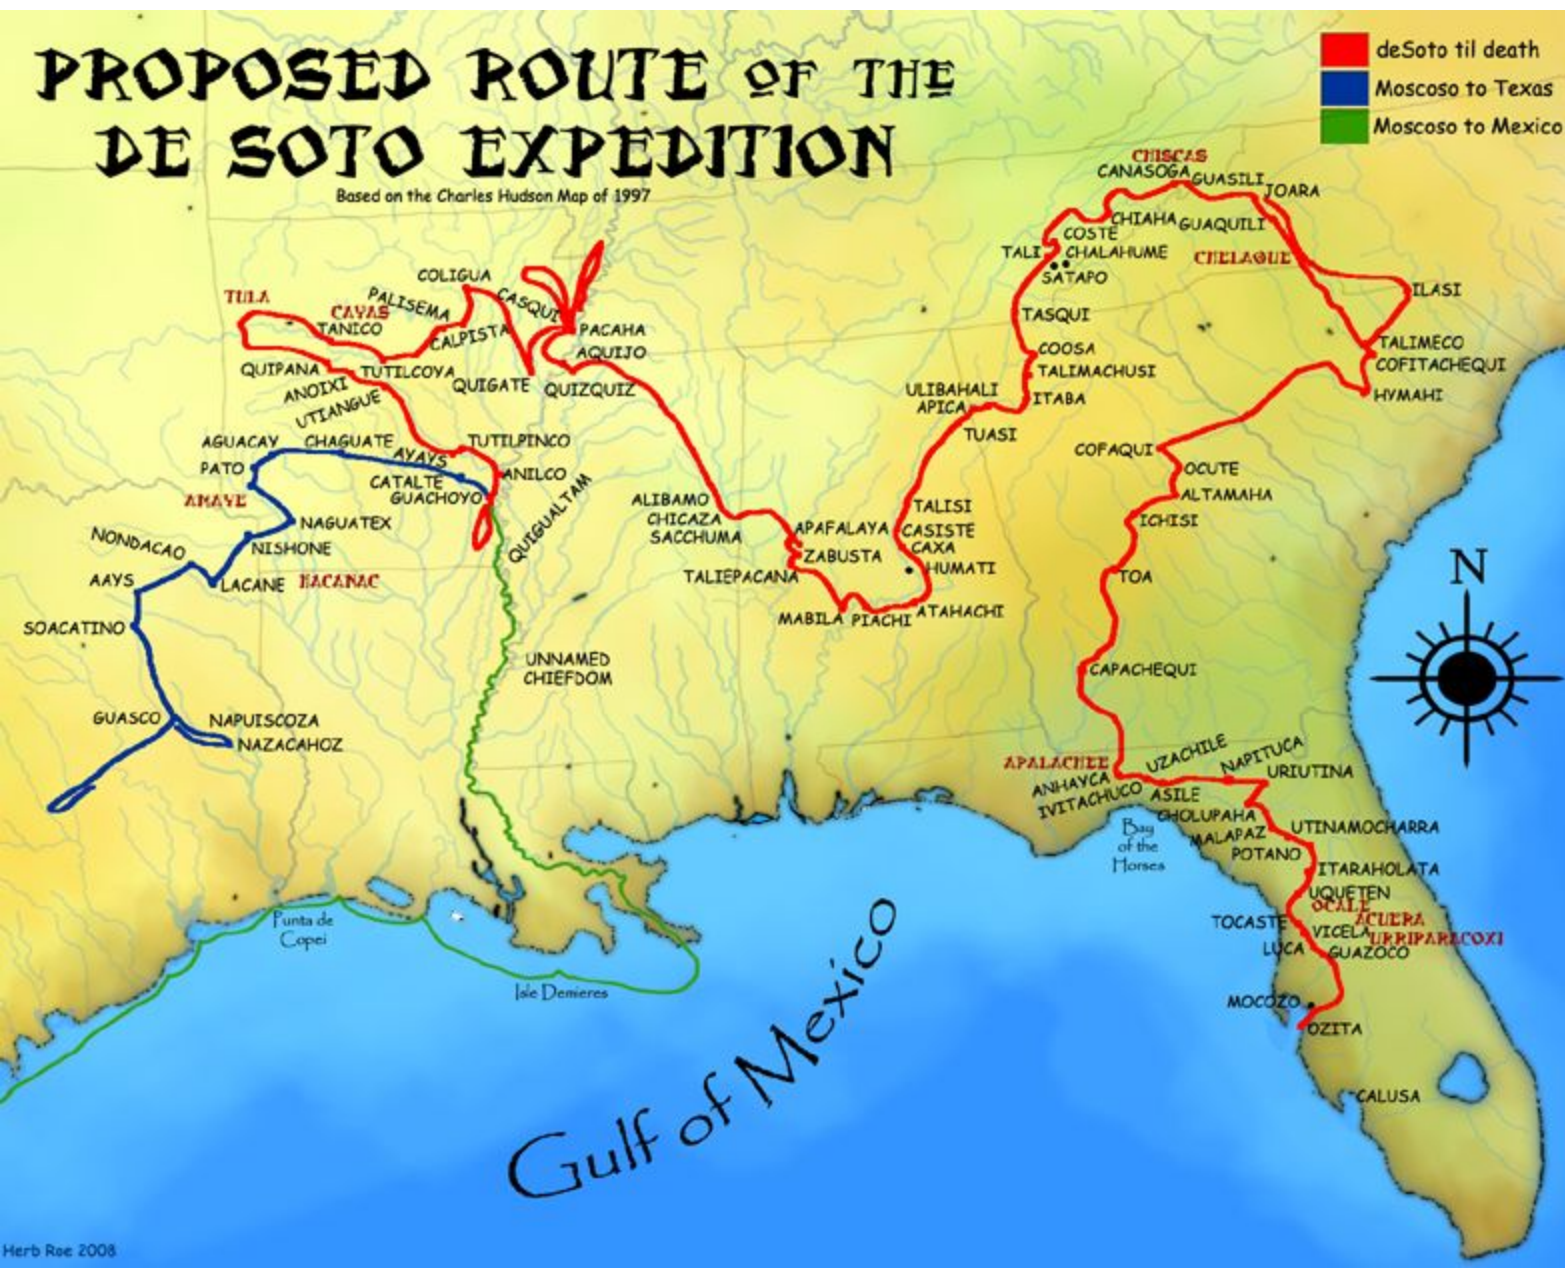 PROPOSED ROUTE OF THE
DE SOTO EXPEDITION
Based on the Charles Hudson Map of 1997
deSoto til death
Moscoso to Texas
Moscoso to Mexico
CHISCAS
CANASOGA
GUASILI
JOARA
CHIAHA
GUAQUILI
COSTE
TALI
CHALAHUME
CHELAQUE
SATAPO
ILASI
TASQUI
COLIGUA
TULA
PALISEMA
CASQUI
CAYAS
TANICO
CALPISTA
PACAHA
AQUIJO
QUIPANA
TUTILCOYA
QUIGATE
QUIZQUIZ
ANOIXI
UTIANGUE
COOSA
TALIMACHUSI
TALIMECO
COFITACHEQUI
HYMAHI
ULIBAHALI
APICA
ITABA
TUASI
COFAQUI
OCUTE
ALTAMAHA
ICHISI
AGUACAY
CHAGUATE
AYAYS
TUTILPINCO
PATO
CATALTE
ANILCO
GUACHOYO
AMAYE
QUIGUALTAM
NAGUATEX
NONDACAO
NISHONE
AAYS
LACANE
HACANAC
SOACATINO
ALIBAMO
CHICAZA
SACCHUMA
APAFALAYA
TALISI
CASISTE
CAXA
ZABUSTA
HUMATI
TALIEPACANA
MABILA
PIACHI
ATAHACHI
TOA
N
UNNAMED
CHIEFDOM
CAPACHEQUI
GUASCO
NAPUISCOZA
NAZACAHOZ
APALACHEE
UZACHILE
NAPITUCA
ANHAYCA
URIUTINA
IVITACHUCO
ASILE
CHOLUPAHA
Bay
of the
Horses
MALAPAZ
UTINAMOCHARRA
POTANO
ITARAHOLATA
UQUETEN
OCALE
ACUERA
TOCASTE
VICELA
URRIPARACOXI
LUCA
GUAZOCO
MOCOZO
OZITA
CALUSA
Punta de
Copei
Isle Demieres
Gulf of Mexico
Herb Roe 2008